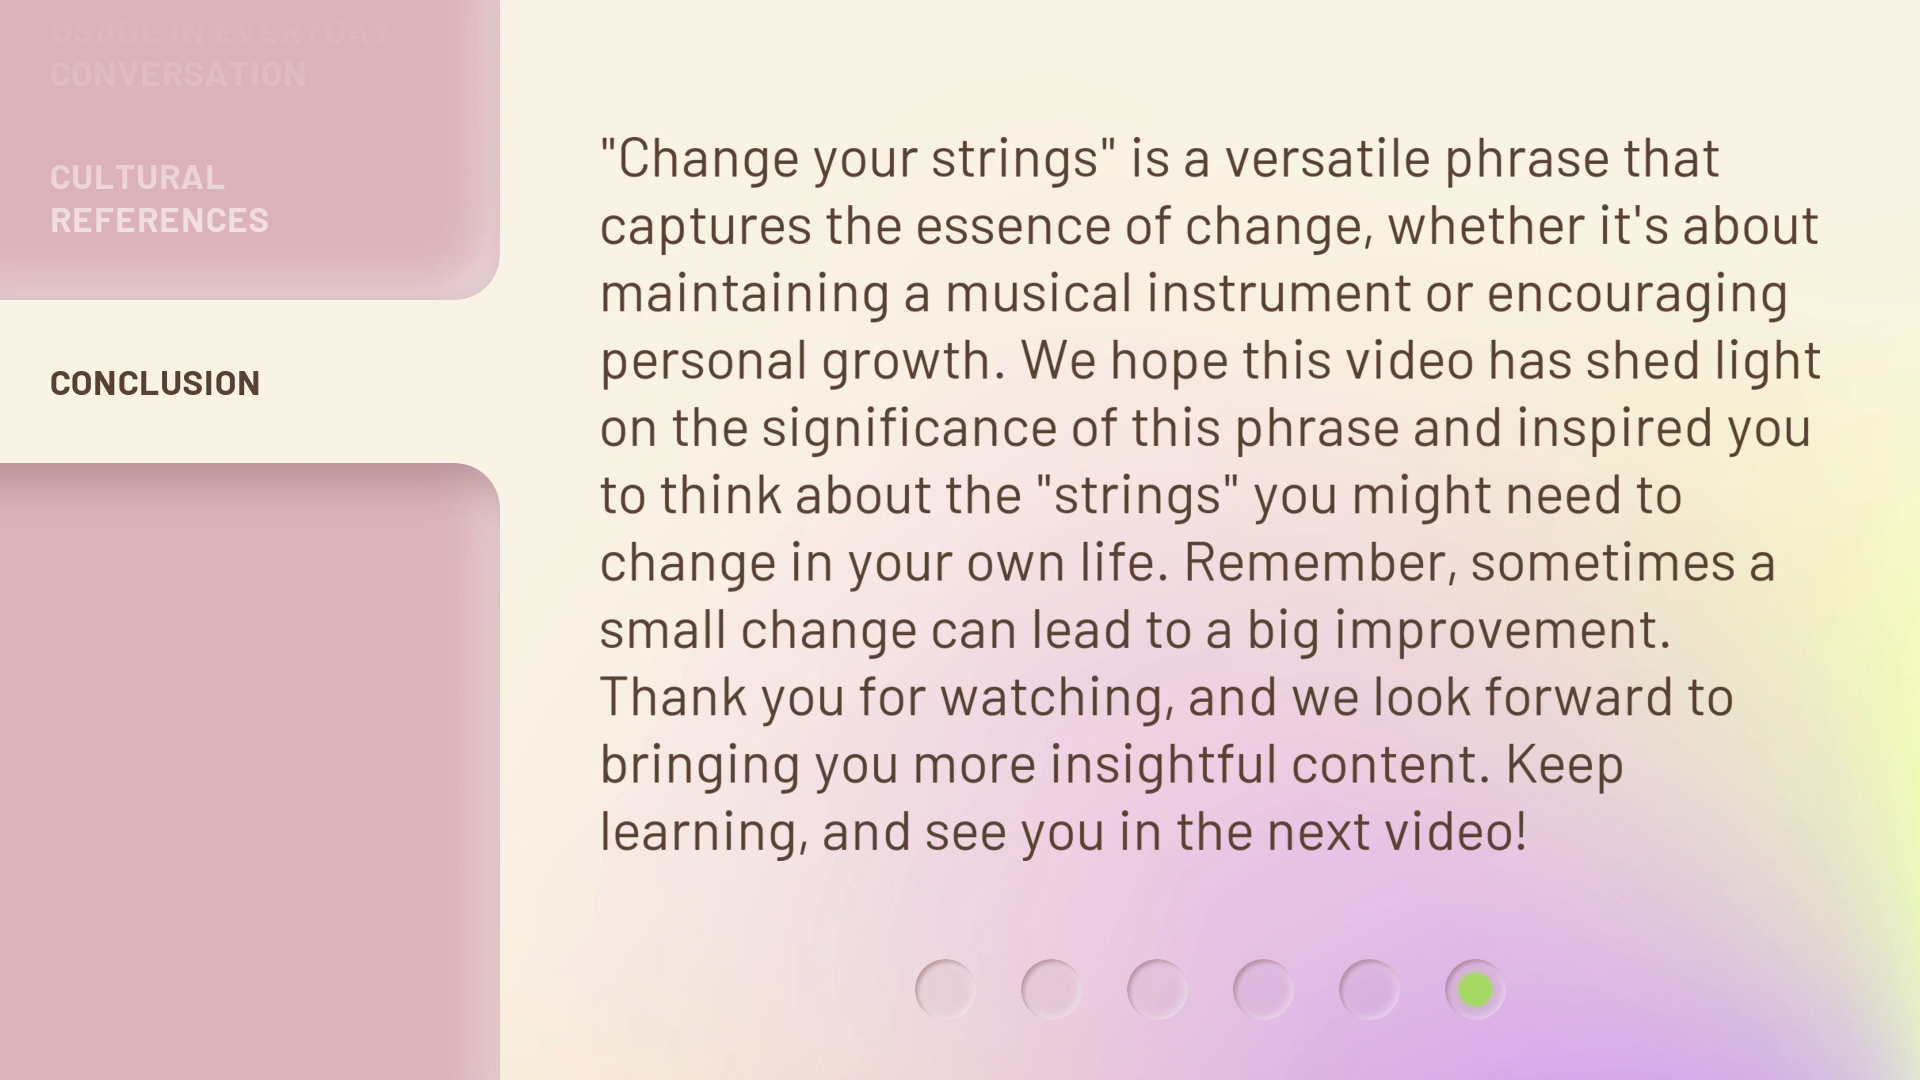 USAGE IN EVERYDAY
CONVERSATION
CULTURAL
REFERENCES
CONCLUSION
"Change your strings" is a versatile phrase that
captures the essence of change, whether it's about
maintaining a musical instrument or encouraging
personal growth. We hope this video has shed light
on the significance of this phrase and inspired you
to think about the "strings" you might need to
change in your own life. Remember, sometimes a
small change can lead to a big improvement.
Thank you for watching, and we look forward to
bringing you more insightful content. Keep
learning, and see you in the next video!